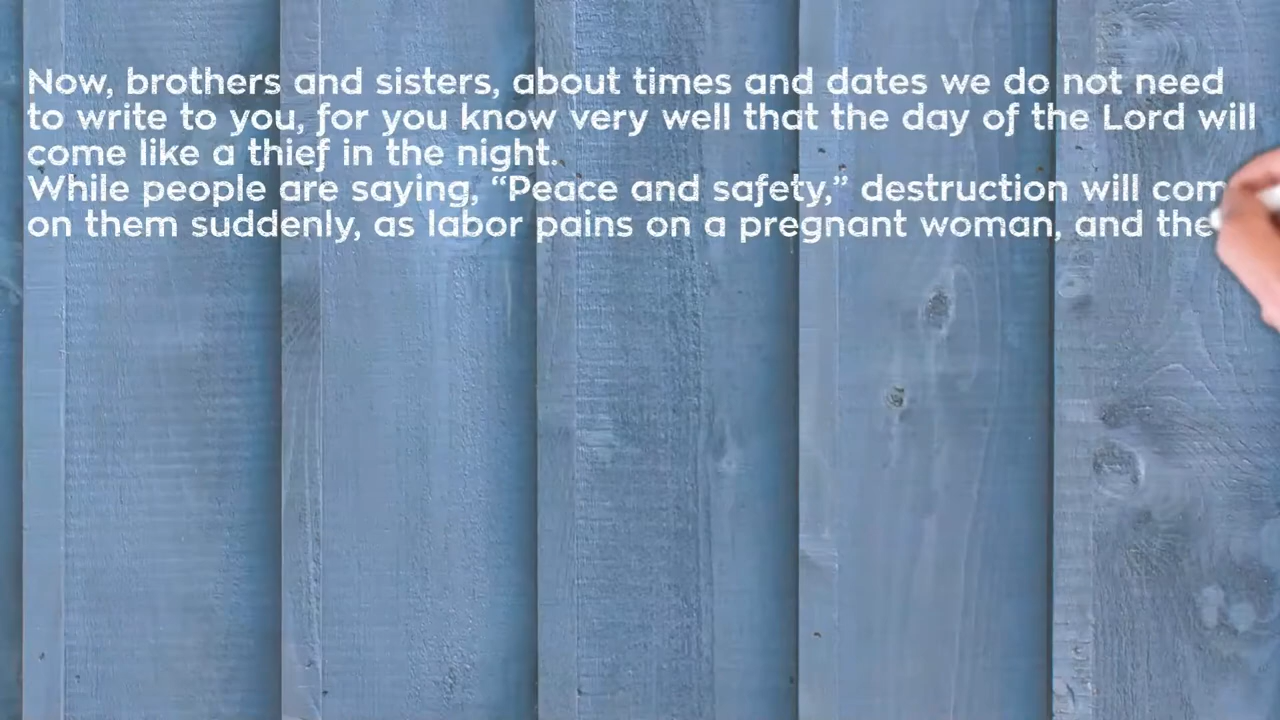 Now, brothers and sisters, about times and dates we do not need
to write to you, for you know very well that the day of the Lord will
come like a thief in the night.
While people are saying, “Peace and safety,” destruction will com
on them suddenly, as labor pains on a pregnant woman, and the